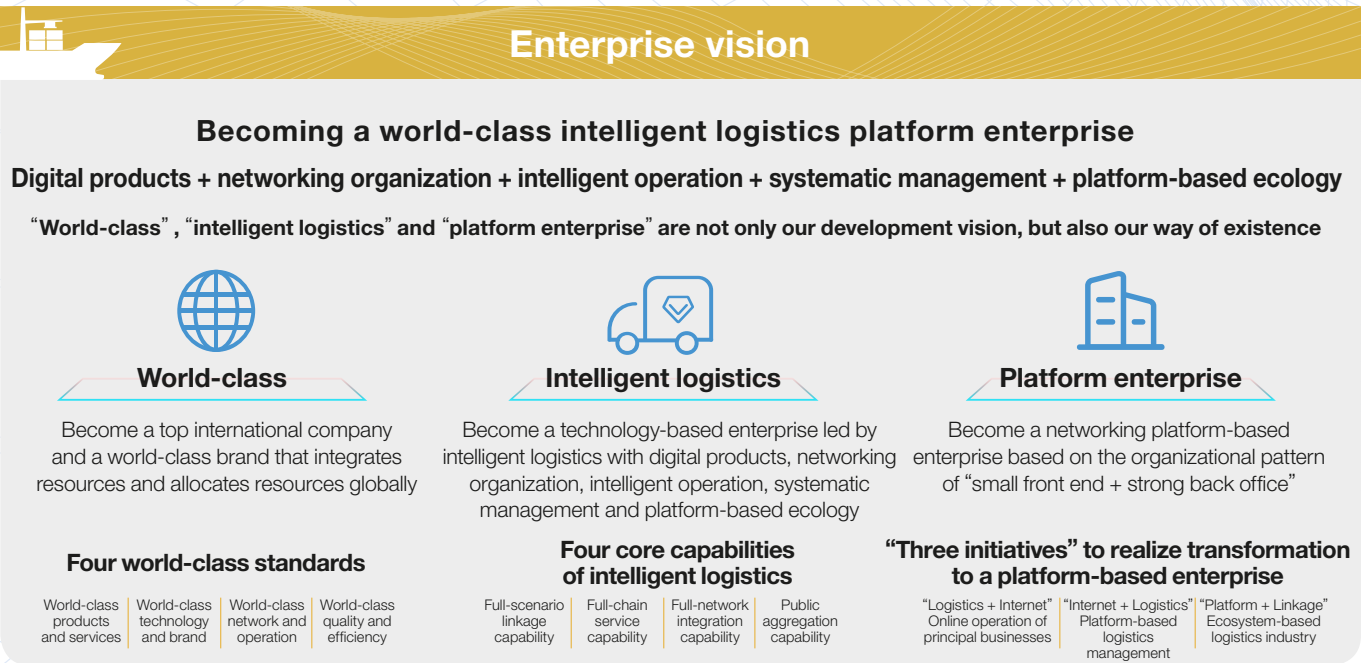 Enterprise vision
Becoming a world-class intelligent logistics platform enterprise
Digital products + networking organization + intelligent operation + systematic management + platform-based ecology
“World-class”, “intelligent logistics” and “platform enterprise” are not only our development vision, but also our way of existence
World-class
Become a top international company
and a world-class brand that integrates
resources and allocates resources globally
Four world-class standards
World-class
products
and services
World-class
technology
and brand
World-class
network and
operation
World-class
quality and
efficiency
Intelligent logistics
Become a technology-based enterprise led by
intelligent logistics with digital products, networking
organization, intelligent operation, systematic
management and platform-based ecology
Four core capabilities
of intelligent logistics
Full-scenario
linkage
capability
Full-chain
service
capability
Full-network
integration
capability
Public
aggregation
capability
Platform enterprise
Become a networking platform-based
enterprise based on the organizational pattern
of “small front end + strong back office”
“Three initiatives” to realize transformation
to a platform-based enterprise
“Logistics + Internet”
Online operation of
principal businesses
“Internet + Logistics”
Platform-based
logistics
management
“Platform + Linkage”
Ecosystem-based
logistics industry